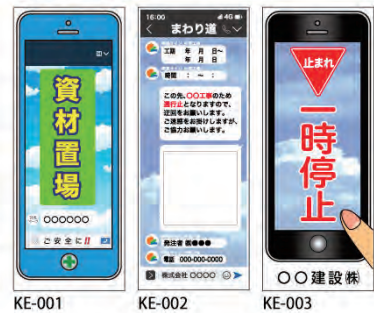 資材置場
○○○○○○
ご安全に!!
KE-001
16:00
4G
まわり道
工期 年 月 日~
年 月 日
時間 : ~ :
この先、○○工事のため
通行止となりますので、
迂回をお願いします。
ご迷惑をお掛けしますが、
ご協力お願いします。
発注者 ㈱●●●
電話 000-000-0000
株式会社 ○○○○
KE-002
止まれ
一時停止
○○建設㈱
KE-003